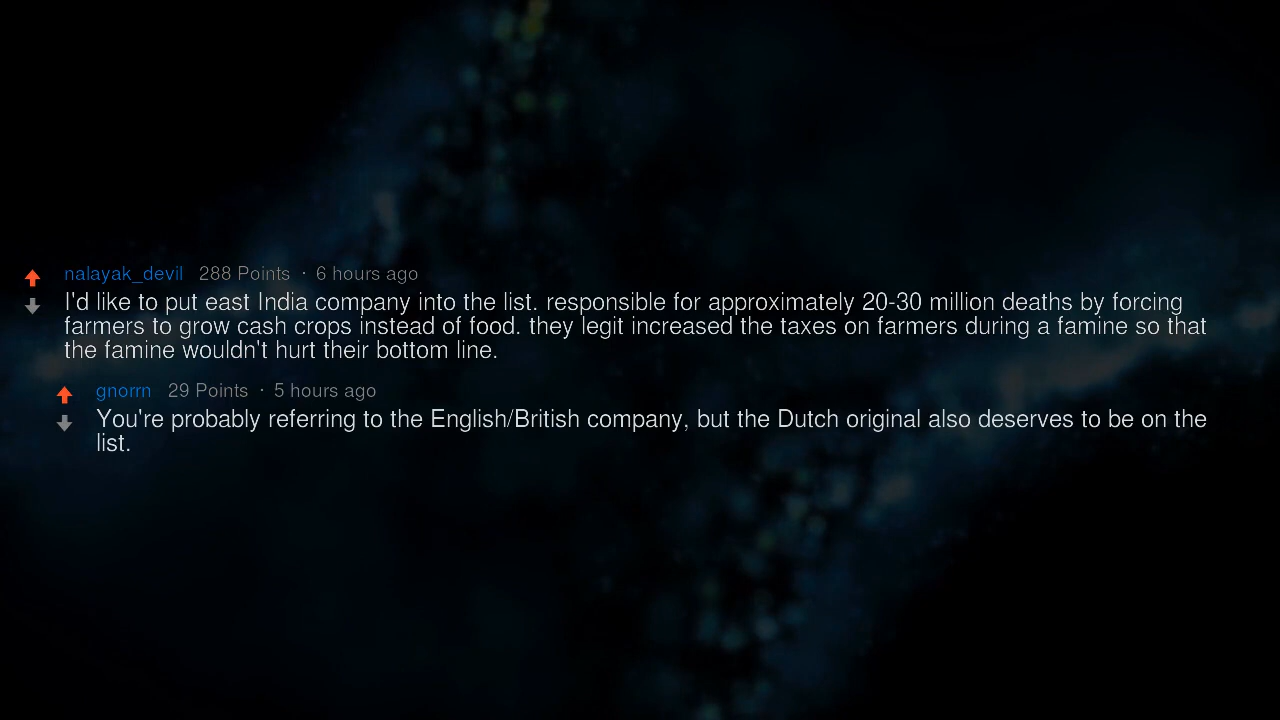 nalayak_devil 288 Points · 6 hours ago
I'd like to put east India company into the list. responsible for approximately 20-30 million deaths by forcing
farmers to grow cash crops instead of food. they legit increased the taxes on farmers during a famine so that
the famine wouldn't hurt their bottom line.
gnorrn 29 Points · 5 hours ago
You're probably referring to the English/British company, but the Dutch original also deserves to be on the
list.